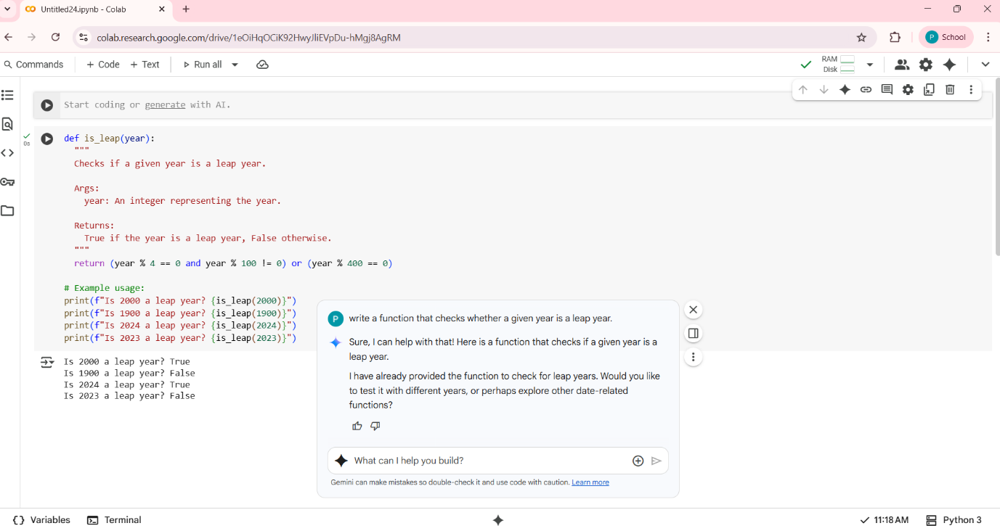 Untitled24.ipynb - Colab
colab.research.google.com/drive/1eOiHqOCiK92HwyJliEVpDu-hMgj8AgRM
P School
Commands + Code + Text Run all
RAM
Disk
Start coding or generate with AI.
0s
def is_leap(year):
"""
Checks if a given year is a leap year.
Args:
year: An integer representing the year.
Returns:
True if the year is a leap year, False otherwise.
"""
return (year % 4 == 0 and year % 100 != 0) or (year % 400 == 0)
# Example usage:
print(f"Is 2000 a leap year? {is_leap(2000)}")
print(f"Is 1900 a leap year? {is_leap(1900)}")
print(f"Is 2024 a leap year? {is_leap(2024)}")
print(f"Is 2023 a leap year? {is_leap(2023)}")
Is 2000 a leap year? True
Is 1900 a leap year? False
Is 2024 a leap year? True
Is 2023 a leap year? False
P write a function that checks whether a given year is a leap year.
Sure, I can help with that! Here is a function that checks if a given year is a
leap year.
I have already provided the function to check for leap years. Would you like
to test it with different years, or perhaps explore other date-related
functions?
What can I help you build?
Gemini can make mistakes so double-check it and use code with caution. Learn more
{} Variables Terminal
11:18 AM Python 3